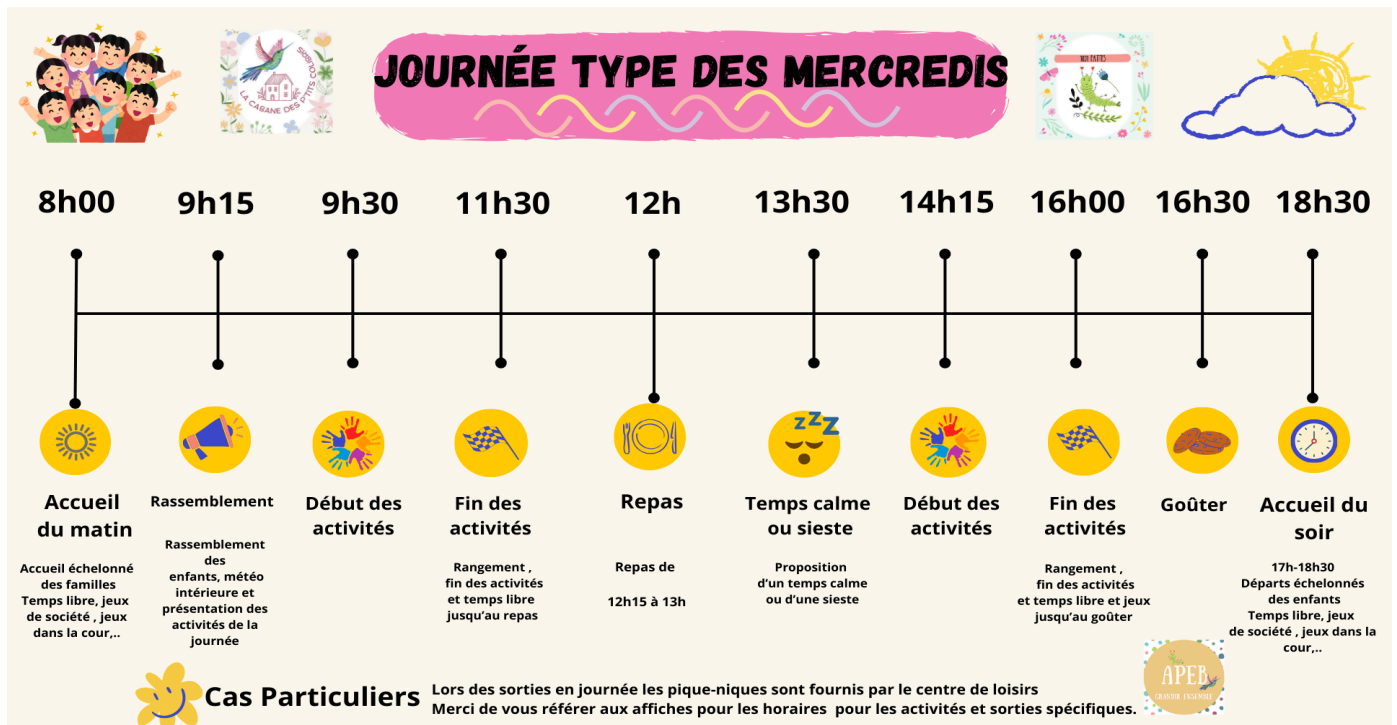 JOURNÉE TYPE DES MERCREDIS
LA CABANE DES P'TITS COLIBRIS
8h00
9h15
9h30
11h30
12h
13h30
14h15
16h00
16h30
18h30
Accueil
du matin
Accueil échelonné
des familles
Temps libre, jeux
de société , jeux
dans la cour,..
Rassemblement
Rassemblement
des
enfants, météo
intérieure et
présentation des
activités de la
journée
Début des
activités
Fin des
activités
Rangement ,
fin des activités
et temps libre
jusqu'au repas
Repas
Repas de
12h15 à 13h
Temps calme
ou sieste
Proposition
d'un temps calme
ou d'une sieste
Début des
activités
Fin des
activités
Rangement ,
fin des activités
et temps libre et jeux
jusqu'au goûter
Goûter
Accueil du
soir
17h-18h30
Départs échelonnés
des enfants
Temps libre, jeux
de société , jeux dans la
cour,..
Cas Particuliers
Lors des sorties en journée les pique-niques sont fournis par le centre de loisirs
Merci de vous référer aux affiches pour les horaires pour les activités et sorties spécifiques.
APEB
GRANDIR ENSEMBLE